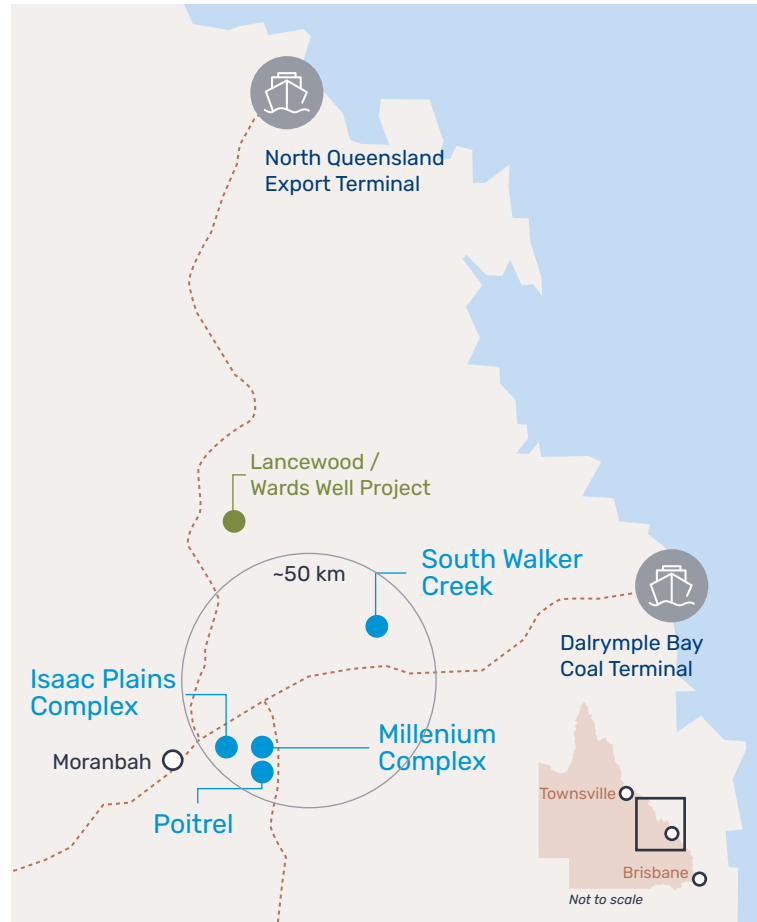 North Queensland
Export Terminal
Lancewood /
Wards Well Project
~50 km
South Walker
Creek
Dalrymple Bay
Coal Terminal
Isaac Plains
Complex
Moranbah
Millenium
Complex
Poitrel
Townsville
Brisbane
Not to scale